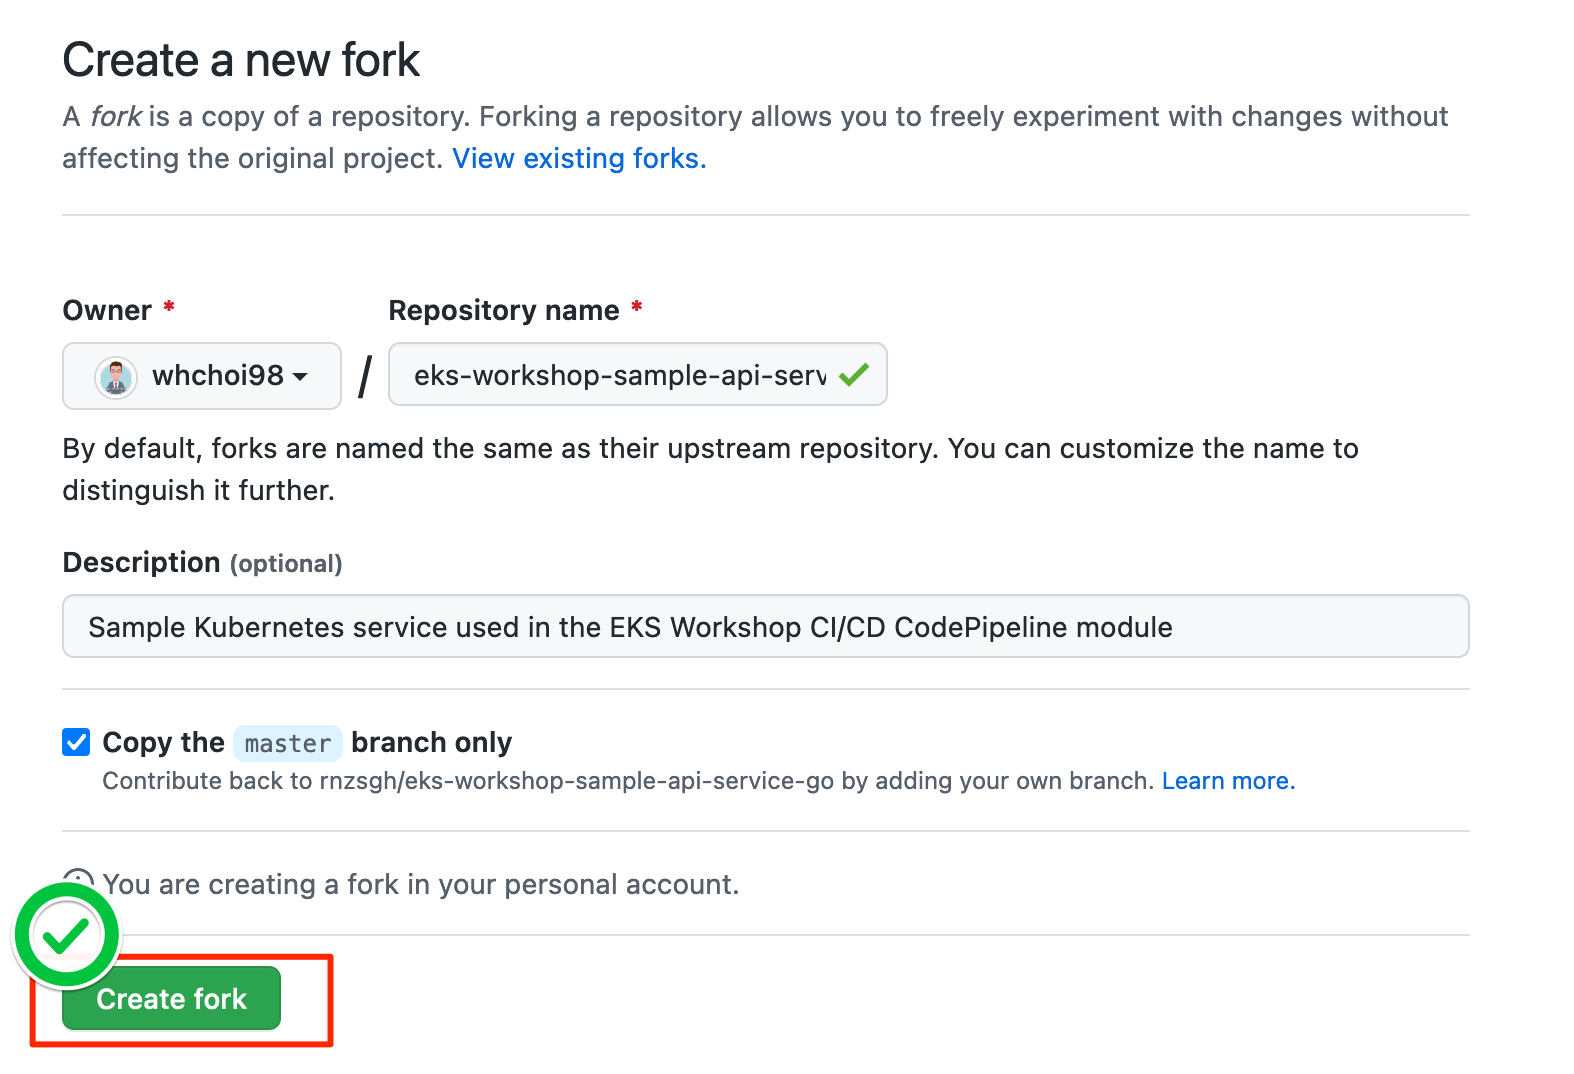 Create a new fork
A fork is a copy of a repository. Forking a repository allows you to freely experiment with changes without
affecting the original project. View existing forks.
Owner *
Repository name *
whchoi98
/
eks-workshop-sample-api-serv
By default, forks are named the same as their upstream repository. You can customize the name to
distinguish it further.
Description (optional)
Sample Kubernetes service used in the EKS Workshop CI/CD CodePipeline module
Copy the master branch only
Contribute back to rnzsgh/eks-workshop-sample-api-service-go by adding your own branch. Learn more.
You are creating a fork in your personal account.
Create fork